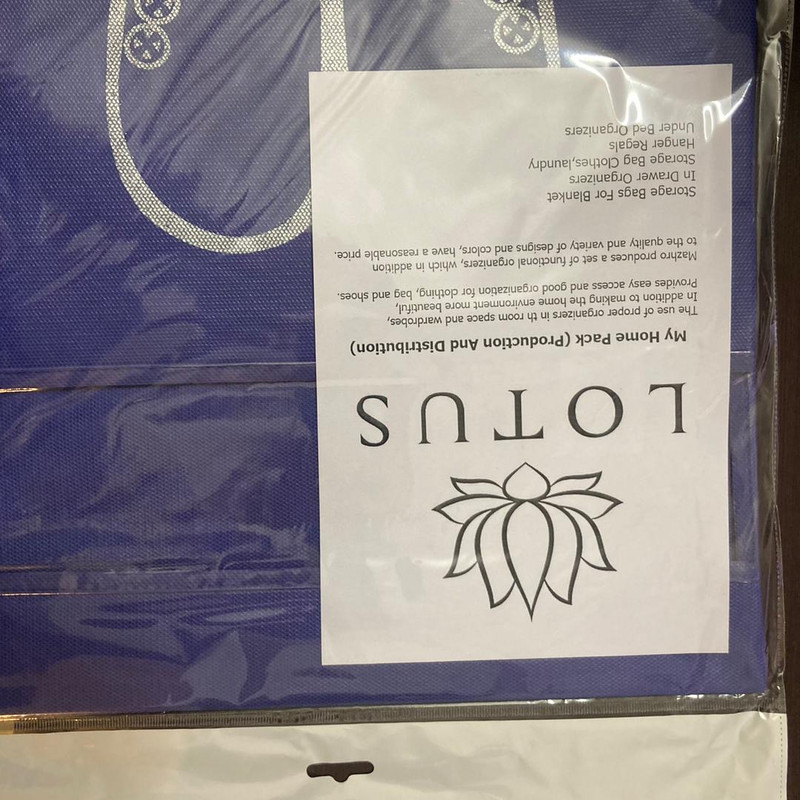 LOTUS
My Home Pack (Production And Distribution)
The use of proper organizers in th room space and wardrobes,
In addition to making the home environment more beautiful,
Provides easy access and good organization for clothing, bag and shoes.
Mazhro produces a set of functional organizers, which in addition
to the quality and variety of designs and colors, have a reasonable price.
Storage Bags For Blanket
In Drawer Organizers
Storage Bag Clothes,laundry
Hanger Regals
Under Bed Organizers